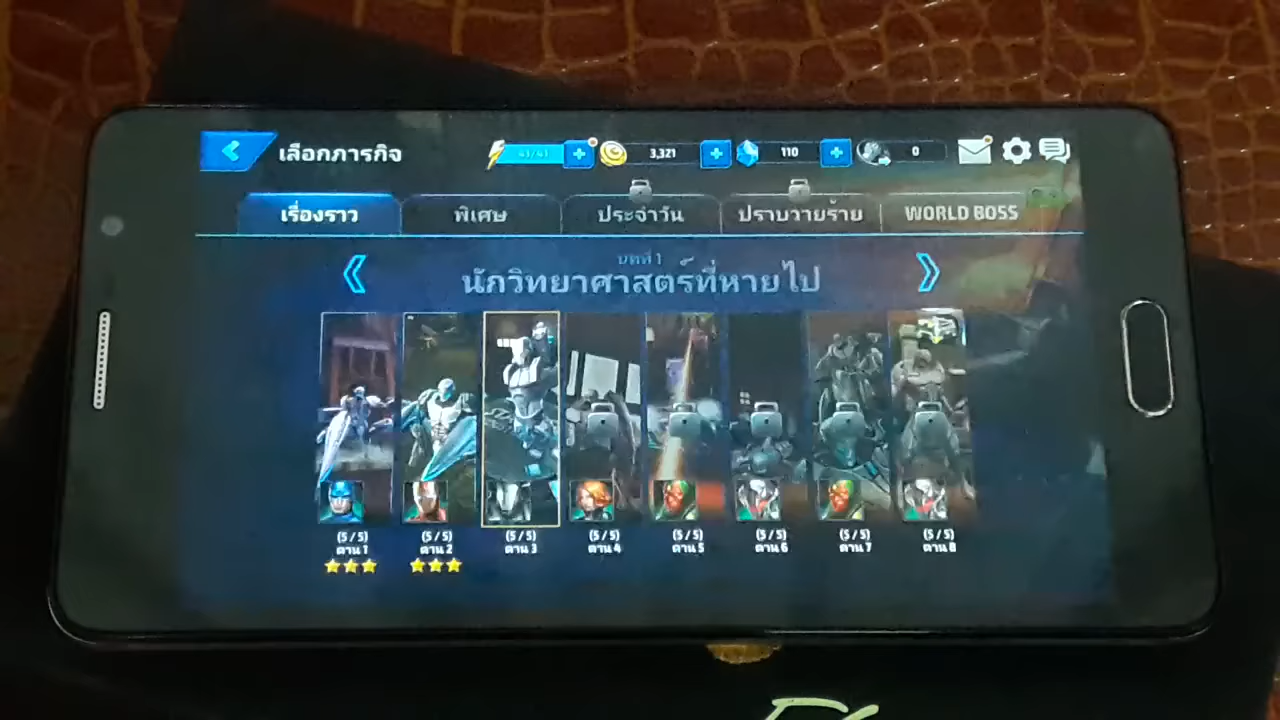 เลือกภารกิจ
41/41
3,321
110
0
เรื่องราว
พิเศษ
ประจำวัน
ปราบวายร้าย
WORLD BOSS
บทที่ 1
นักวิทยาศาสตร์ที่หายไป
(5 / 5) (5 / 5) (5 / 5) (5 / 5) (5 / 5) (5 / 5) (5 / 5) (5 / 5)
ด่าน 1 ด่าน 2 ด่าน 3 ด่าน 4 ด่าน 5 ด่าน 6 ด่าน 7 ด่าน 8